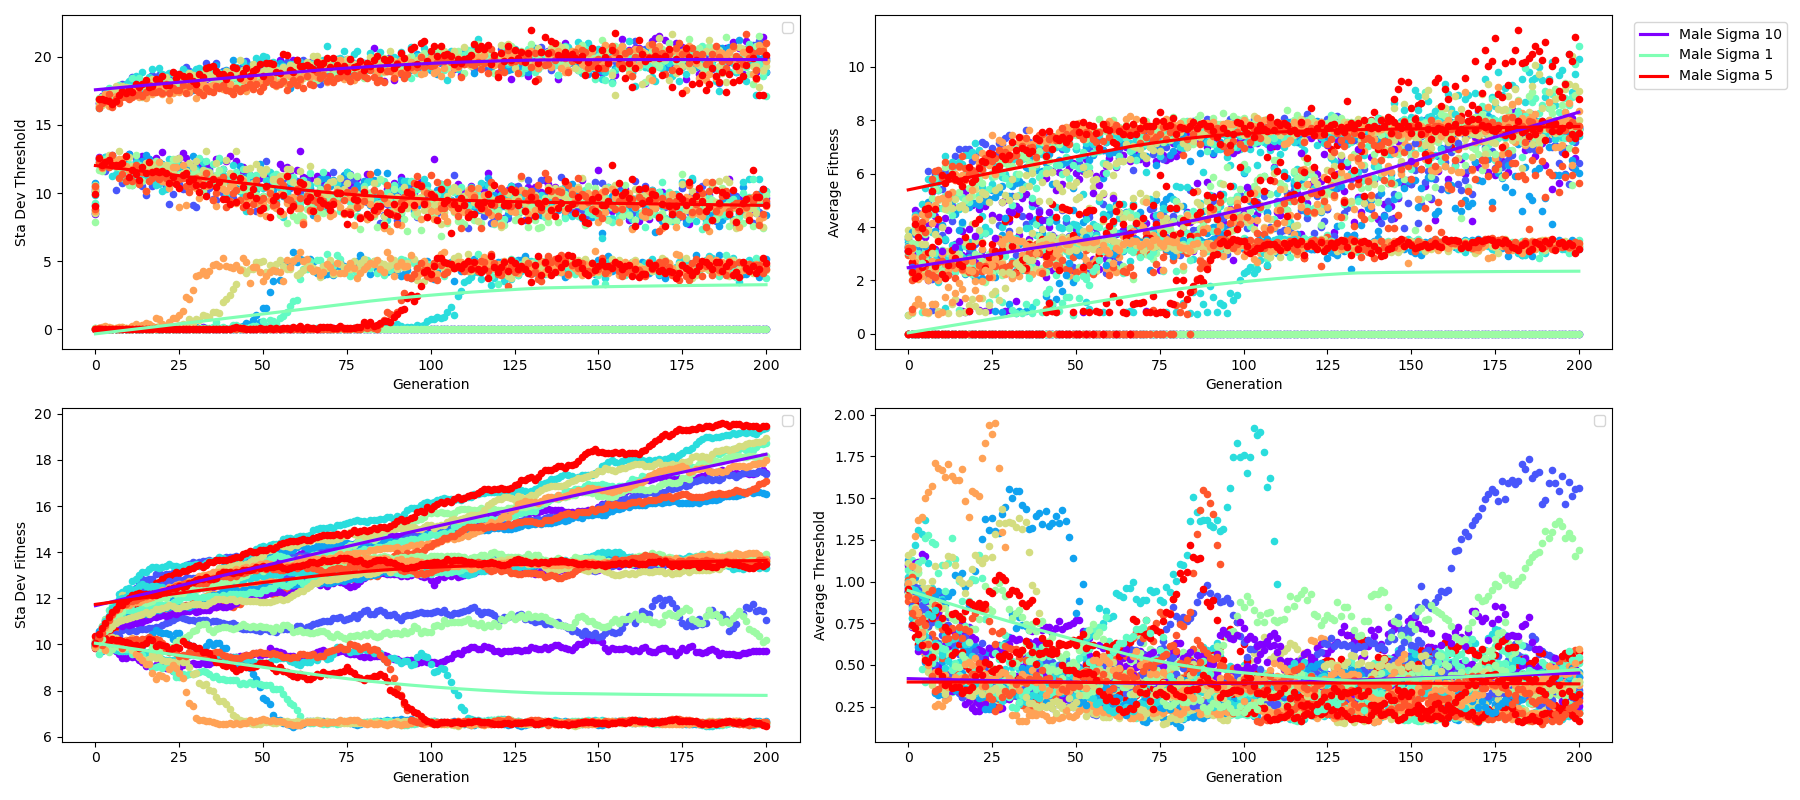 Sta Dev Threshold
20
15
10
5
0
0 25 50 75 100 125 150 175 200
Generation
Average Fitness
10
8
6
4
2
0
0 25 50 75 100 125 150 175 200
Generation
Male Sigma 10
Male Sigma 1
Male Sigma 5
Sta Dev Fitness
20
18
16
14
12
10
8
6
0 25 50 75 100 125 150 175 200
Generation
Average Threshold
2.00
1.75
1.50
1.25
1.00
0.75
0.50
0.25
0 25 50 75 100 125 150 175 200
Generation